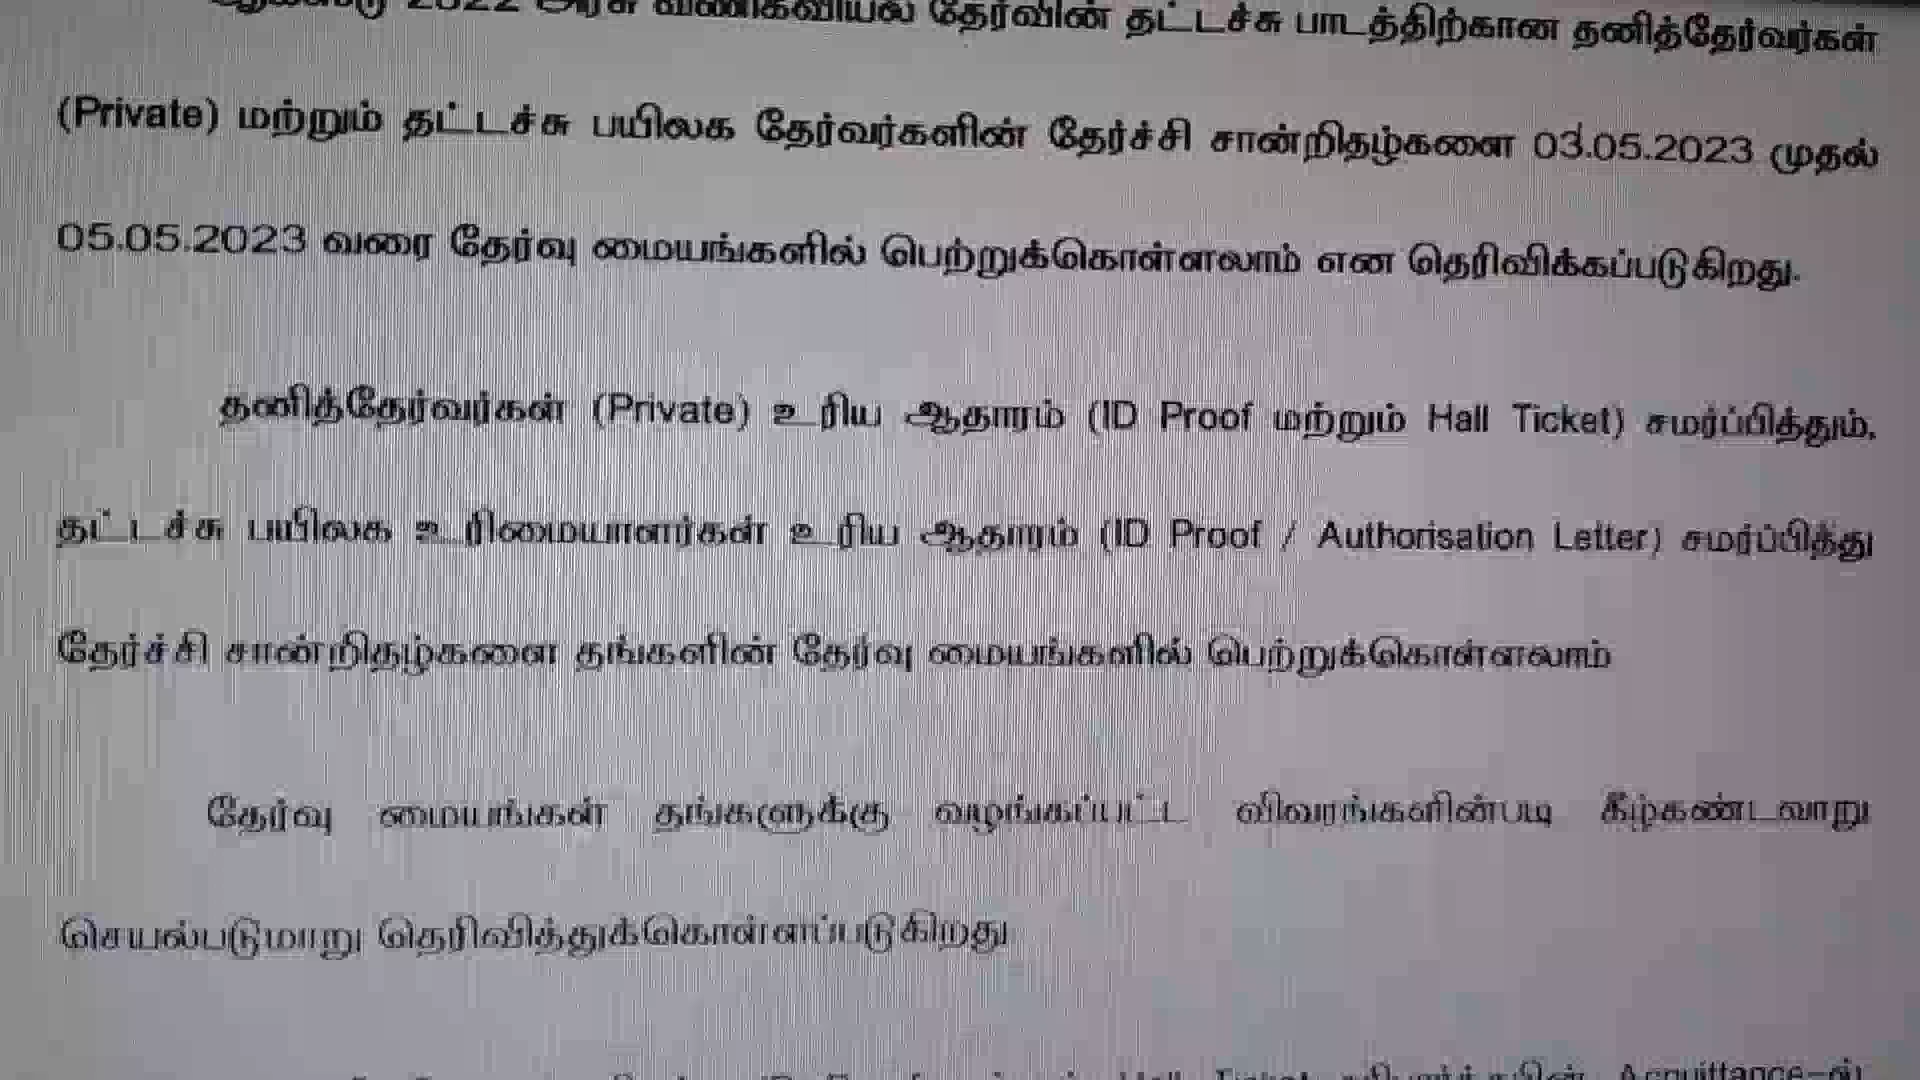 2022 அரசு வணிகவியல் தேர்வின் தட்டச்சு பாடத்திற்கான தனித்தேர்வர்கள்
(Private) மற்றும் தட்டச்சு பயிலக தேர்வர்களின் தேர்ச்சி சான்றிதழ்களை 03.05.2023 முதல்
05.05.2023 வரை தேர்வு மையங்களில் பெற்றுக்கொள்ளலாம் என தெரிவிக்கப்படுகிறது.
தனித்தேர்வர்கள் (Private) உரிய ஆதாரம் (ID Proof மற்றும் Hall Ticket) சமர்ப்பித்தும்,
தட்டச்சு பயிலக உரிமையாளர்கள் உரிய ஆதாரம் (ID Proof / Authorisation Letter) சமர்ப்பித்து
தேர்ச்சி சான்றிதழ்களை தங்களின் தேர்வு மையங்களில் பெற்றுக்கொள்ளலாம்
தேர்வு மையங்கள் தங்களுக்கு வழங்கப்பட்ட விவரங்களின்படி கீழ்கண்டவாறு
செயல்படுமாறு தெரிவித்துக்கொள்ளப்படுகிறது